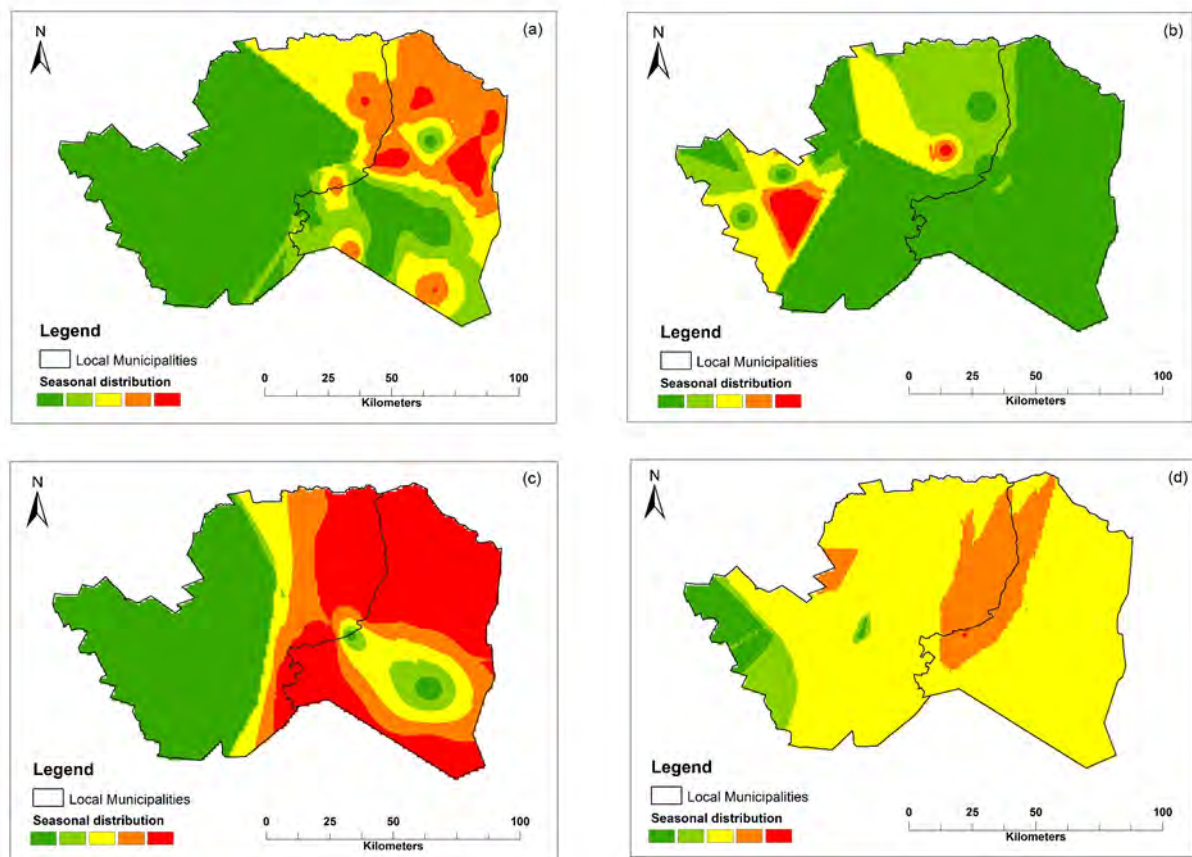 N
(a)
Legend
Local Municipalities
Seasonal distribution
0 25 50 100
Kilometers
N
(b)
Legend
Local Municipalities
Seasonal distribution
0 25 50 100
Kilometers
N
(c)
Legend
Local Municipalities
Seasonal distribution
0 25 50 100
Kilometers
N
(d)
Legend
Local Municipalities
Seasonal distribution
0 25 50 100
Kilometers